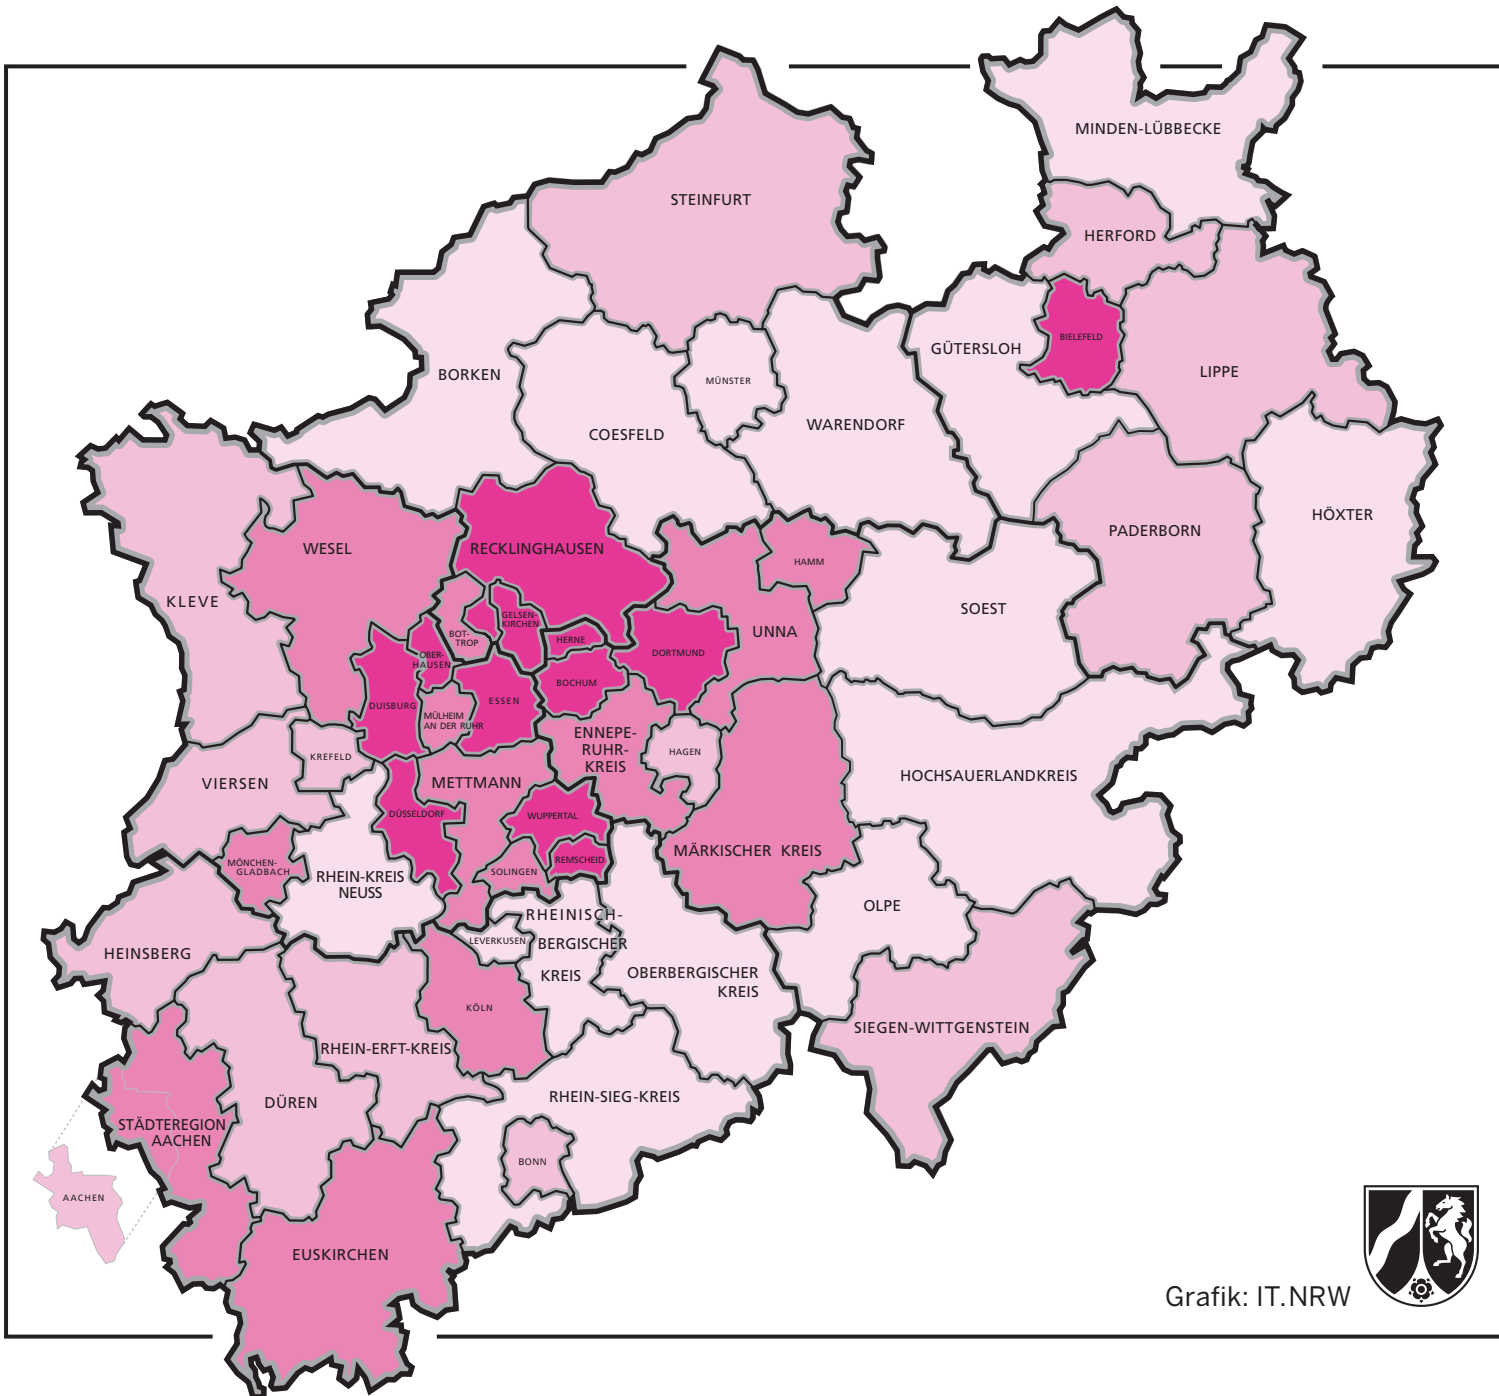 MINDEN-LÜBBECKE
STEINFURT
HERFORD
BIELEFELD
GÜTERSLOH
LIPPE
BORKEN
MÜNSTER
COESFELD
WARENDORF
HÖXTER
PADERBORN
WESEL
RECKLINGHAUSEN
HAMM
KLEVE
SOEST
GELSEN-
KIRCHEN
BOT-
TROP
HERNE
UNNA
OBER-
HAUSEN
DORTMUND
BOCHUM
DUISBURG
ESSEN
MÜLHEIM
AN DER RUHR
ENNEPE-
RUHR-
KREIS
HAGEN
KREFELD
VIERSEN
METTMANN
HOCHSAUERLANDKREIS
DÜSSELDORF
WUPPERTAL
MÄRKISCHER KREIS
MÖNCHEN-
GLADBACH
REMSCHEID
SOLINGEN
RHEIN-KREIS
NEUSS
OLPE
RHEINISCH-
BERGISCHER
KREIS
LEVERKUSEN
HEINSBERG
OBERBERGISCHER
KREIS
KÖLN
SIEGEN-WITTGENSTEIN
RHEIN-ERFT-KREIS
DÜREN
RHEIN-SIEG-KREIS
STÄDTEREGION
AACHEN
BONN
AACHEN
EUSKIRCHEN
Grafik: IT.NRW